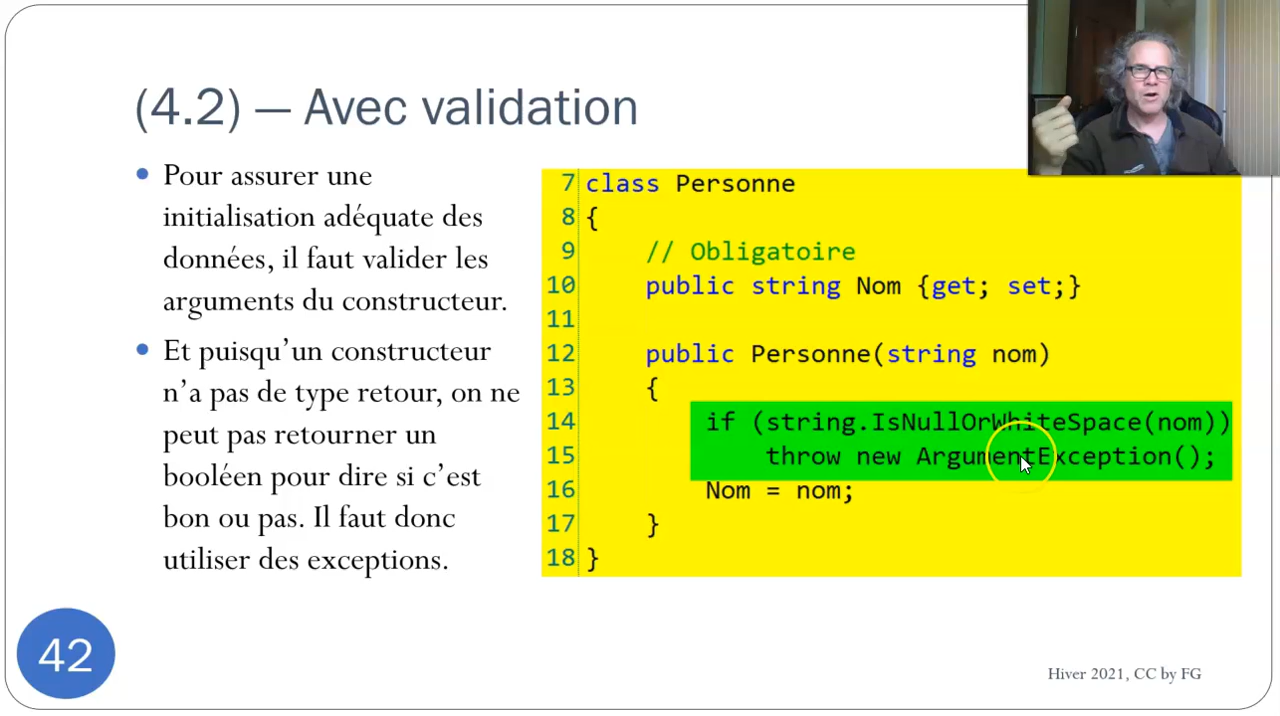 (4.2) — Avec validation
• Pour assurer une
initialisation adéquate des
données, il faut valider les
arguments du constructeur.
• Et puisqu’un constructeur
n’a pas de type retour, on ne
peut pas retourner un
booléen pour dire si c’est
bon ou pas. Il faut donc
utiliser des exceptions.
7 class Personne
8 {
9     // Obligatoire
10     public string Nom {get; set;}
11
12     public Personne(string nom)
13     {
14         if (string.IsNullOrWhiteSpace(nom))
15             throw new ArgumentException();
16         Nom = nom;
17     }
18 }
42
Hiver 2021, CC by FG